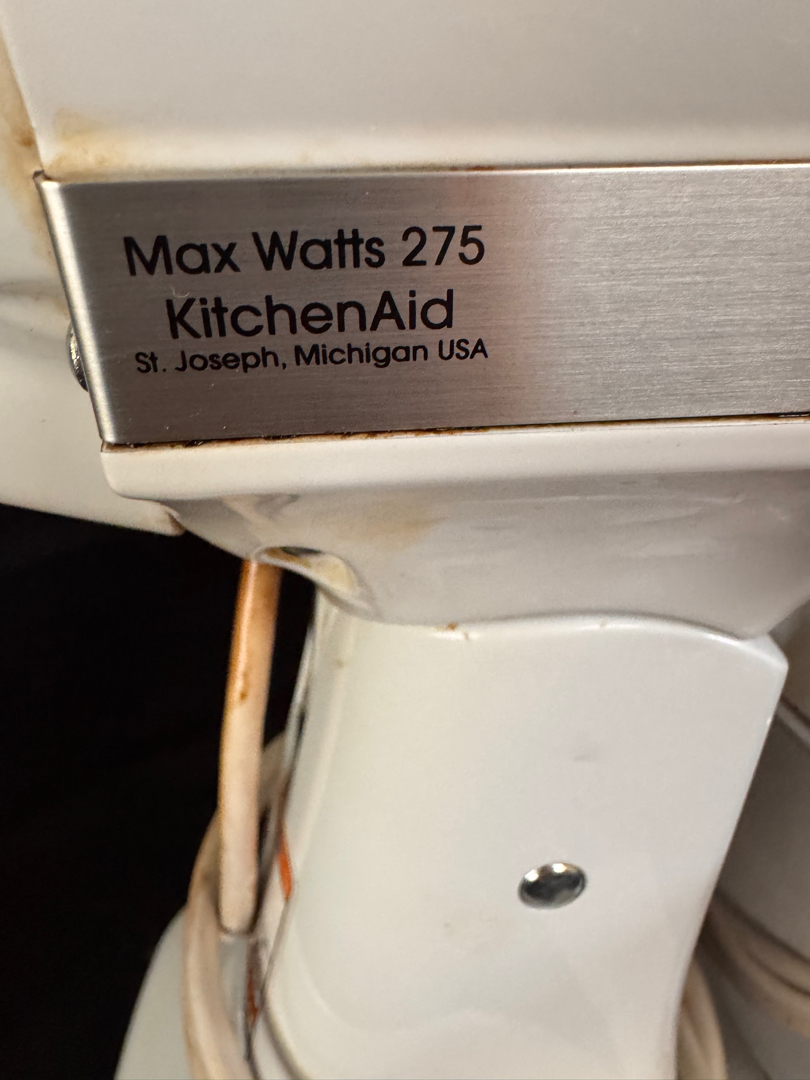 Max Watts 275
KitchenAid
St. Joseph, Michigan USA